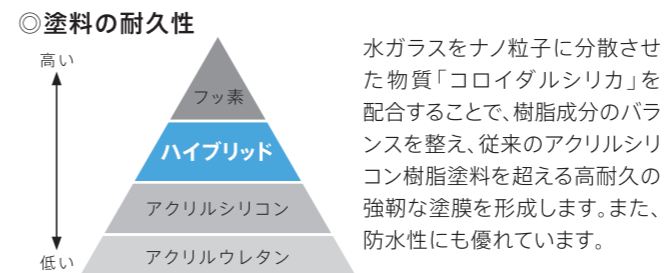 ◎塗料の耐久性
高い
フッ素
ハイブリッド
アクリルシリコン
アクリルウレタン
低い
水ガラスをナノ粒子に分散させ
た物質「コロイダルシリカ」を
配合することで、樹脂成分のバラ
ンスを整え、従来のアクリルシリ
コン樹脂塗料を超える高耐久の
強靭な塗膜を形成します。また、
防水性にも優れています。